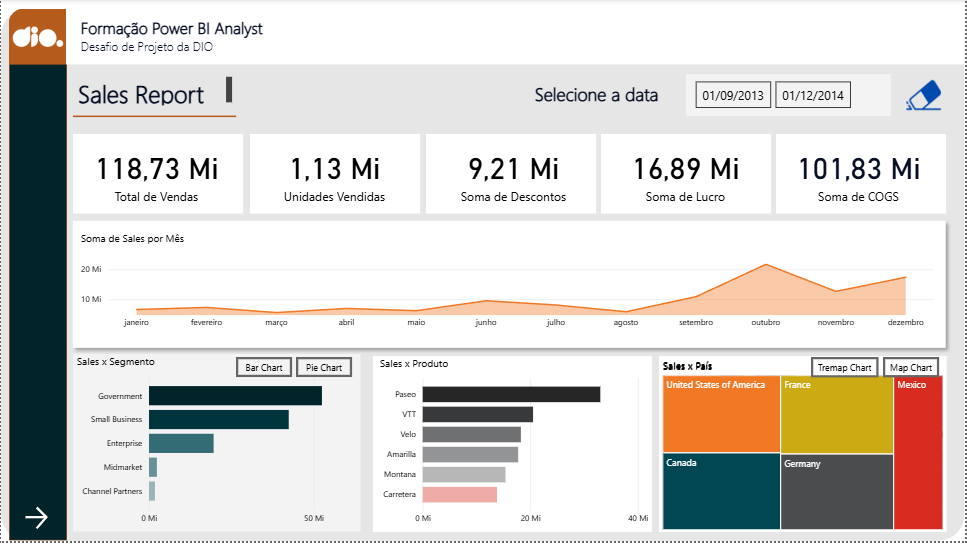 dio.
Formação Power BI Analyst
Desafio de Projeto da DIO
Sales Report
Selecione a data
01/09/2013
01/12/2014
118,73 Mi
Total de Vendas
1,13 Mi
Unidades Vendidas
9,21 Mi
Soma de Descontos
16,89 Mi
Soma de Lucro
101,83 Mi
Soma de COGS
Soma de Sales por Mês
20 Mi
10 Mi
janeiro fevereiro março abril maio junho julho agosto setembro outubro novembro dezembro
Sales x Segmento
Bar Chart
Pie Chart
Government
Small Business
Enterprise
Midmarket
Channel Partners
0 Mi 50 Mi
Sales x Produto
Paseo
VTT
Velo
Amarilla
Montana
Carretera
0 Mi 20 Mi 40 Mi
Sales x País
Tremap Chart
Map Chart
United States of America
France
Mexico
Canada
Germany